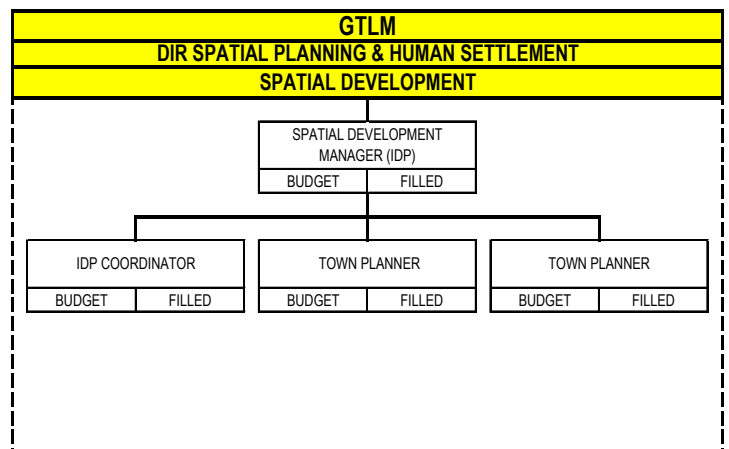 GTLM
DIR SPATIAL PLANNING & HUMAN SETTLEMENT
SPATIAL DEVELOPMENT
SPATIAL DEVELOPMENT
MANAGER (IDP)
BUDGET FILLED
IDP COORDINATOR TOWN PLANNER TOWN PLANNER
BUDGET FILLED BUDGET FILLED BUDGET FILLED